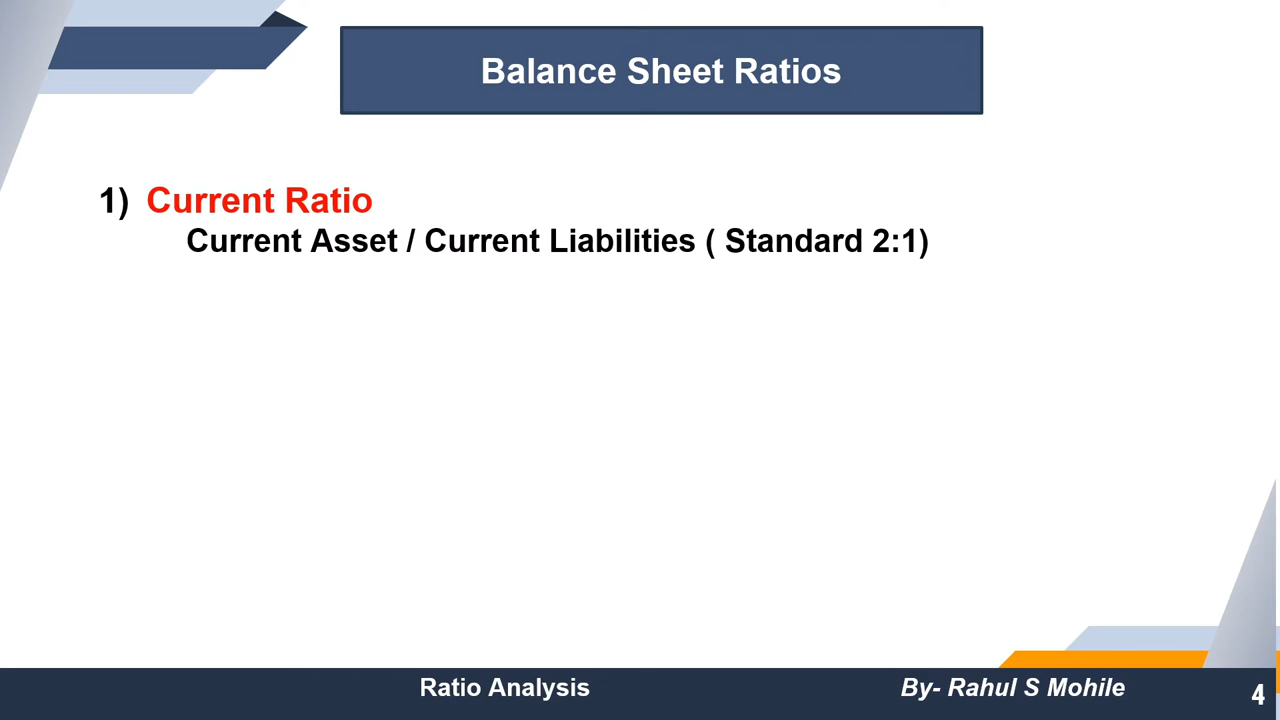 Balance Sheet Ratios
1) Current Ratio
Current Asset / Current Liabilities ( Standard 2:1)
Ratio Analysis
By- Rahul S Mohile
4